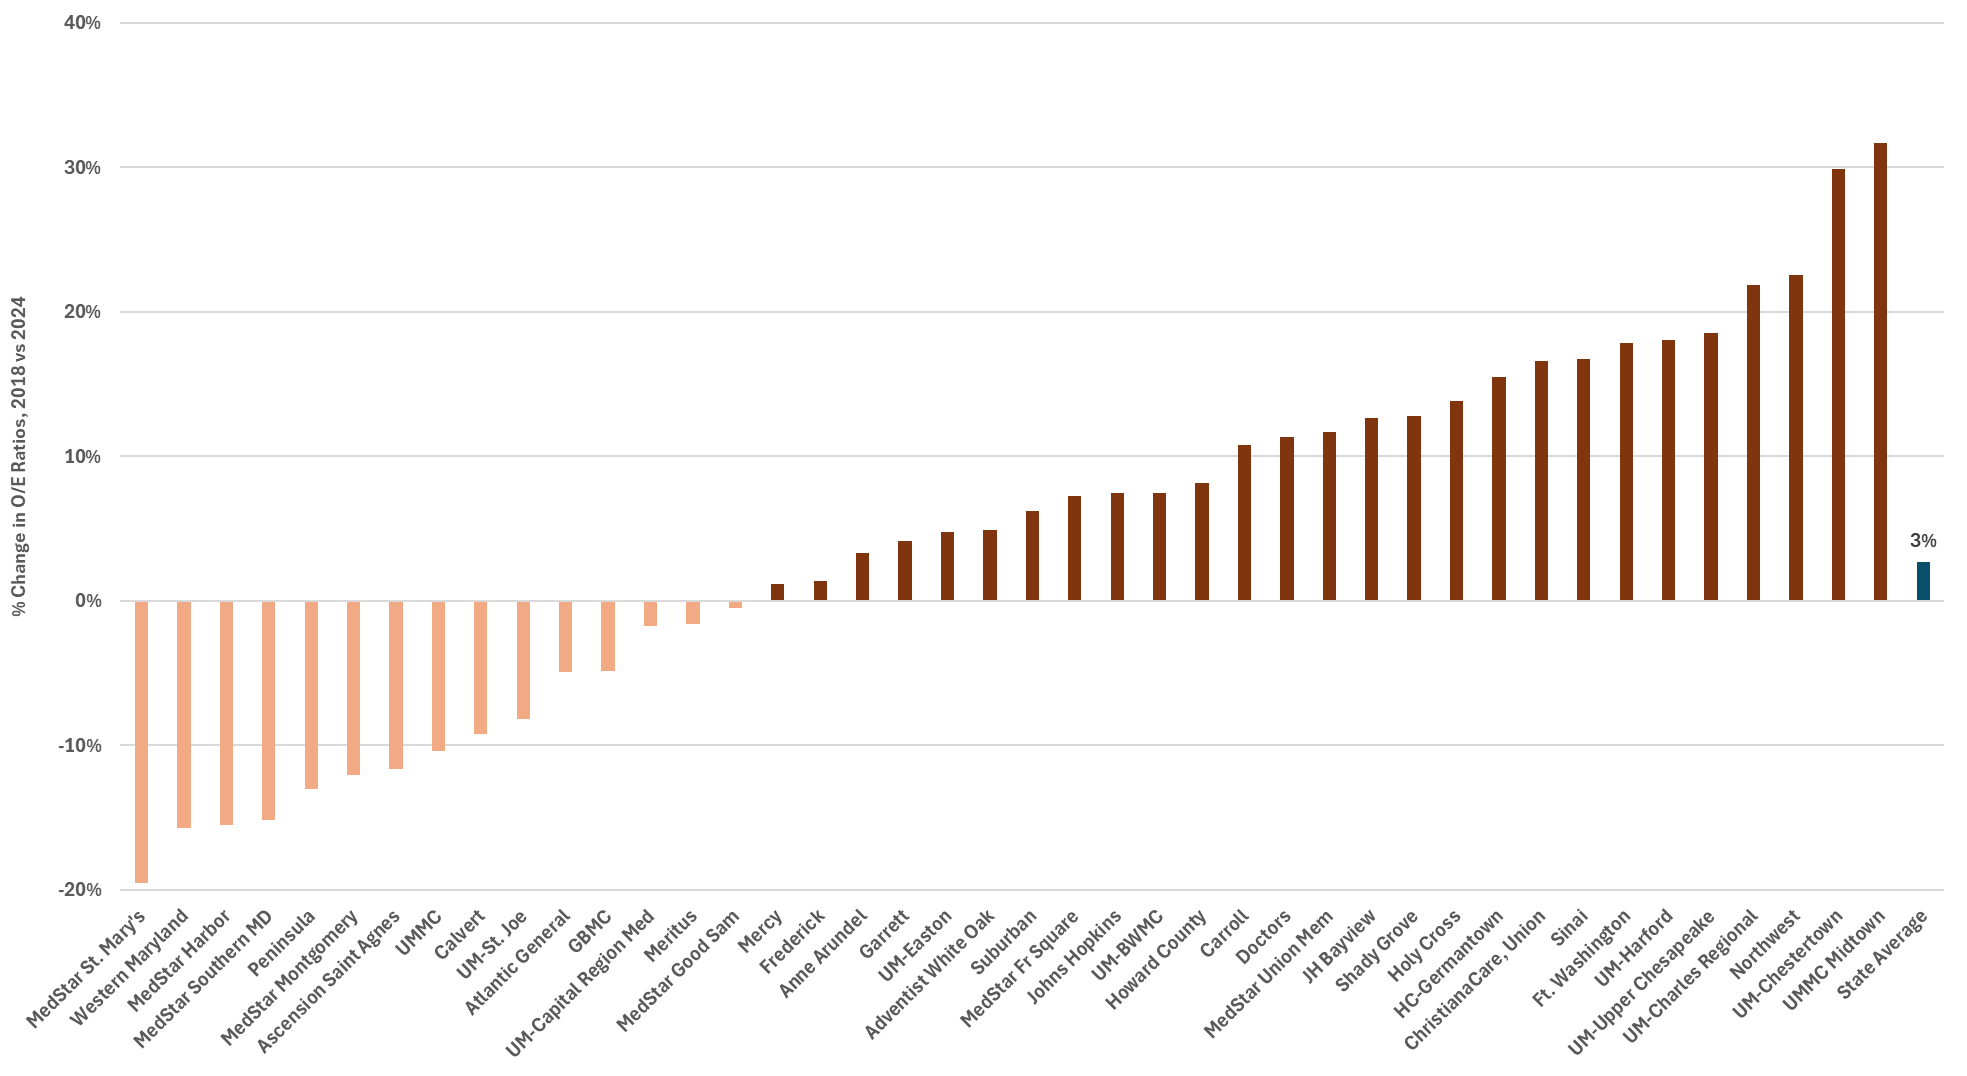 40%
30%
20%
10%
0%
-10%
-20%
% Change in O/E Ratios, 2018 vs 2024
3%
MedStar St. Mary's
Western Maryland
MedStar Harbor
MedStar Southern MD
Peninsula
MedStar Montgomery
Ascension Saint Agnes
UMMC
Calvert
UM-St. Joe
Atlantic General
GBMC
UM-Capital Region Med
Meritus
MedStar Good Sam
Mercy
Frederick
Anne Arundel
Garrett
UM-Easton
Adventist White Oak
Suburban
MedStar Fr Square
Johns Hopkins
UM-BWMC
Howard County
Carroll
Doctors
MedStar Union Mem
JH Bayview
Shady Grove
Holy Cross
HC-Germantown
ChristianaCare, Union
Sinai
Ft. Washington
UM-Harford
UM-Upper Chesapeake
UM-Charles Regional
Northwest
UM-Chestertown
UMMC Midtown
State Average